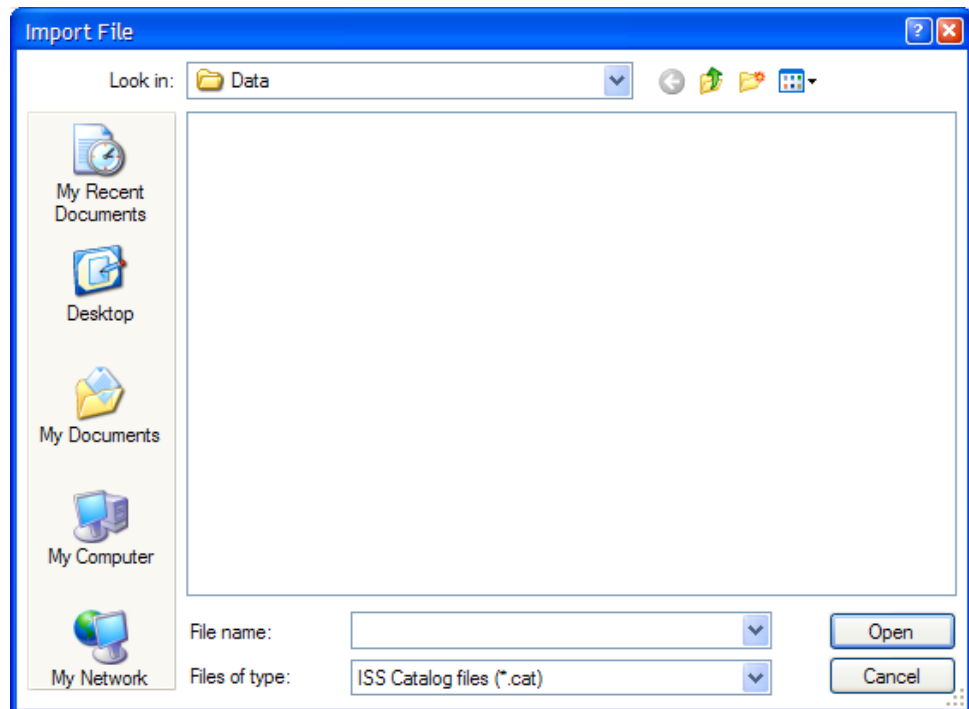 Import File
Look in:
Data
My Recent
Documents
Desktop
My Documents
My Computer
My Network
File name:
Open
Files of type:
ISS Catalog files (*.cat)
Cancel